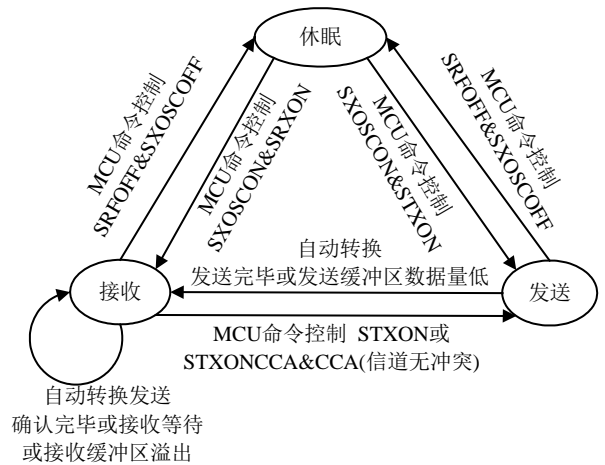 休眠
MCU命令控制
SRFOFF&SXOSCOFF
MCU命令控制
SXOSCON&SRXON
MCU命令控制
SXOSCON&STXON
MCU命令控制
SRFOFF&SXOSCOFF
自动转换
发送完毕或发送缓冲区数据量低
接收
发送
MCU命令控制 STXON或
STXONCCA&CCA(信道无冲突)
自动转换发送
确认完毕或接收等待
或接收缓冲区溢出